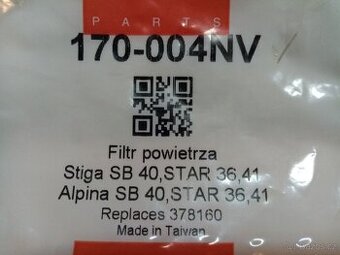 PARTS
170-004NV
Filtr powietrza
Stiga SB 40,STAR 36,41
Alpina SB 40,STAR 36,41
Replaces 378160
Made in Taiwan